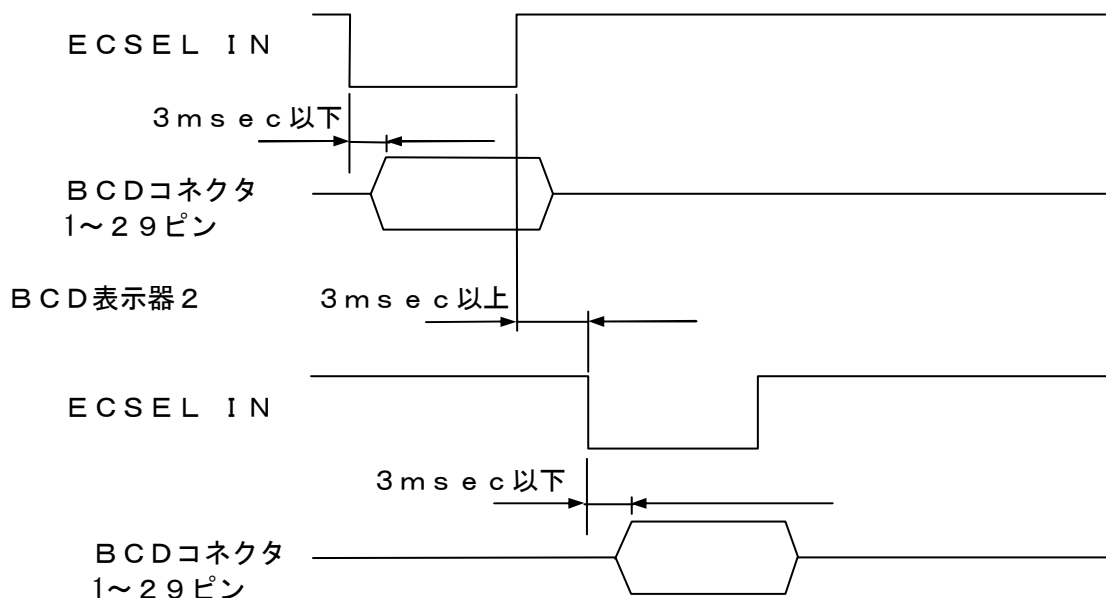 ＥＣＳＥＬ ＩＮ
３ｍｓｅｃ以下
ＢＣＤコネクタ
1～２９ピン
ＢＣＤ表示器２
３ｍｓｅｃ以上
ＥＣＳＥＬ ＩＮ
３ｍｓｅｃ以下
ＢＣＤコネクタ
1～２９ピン